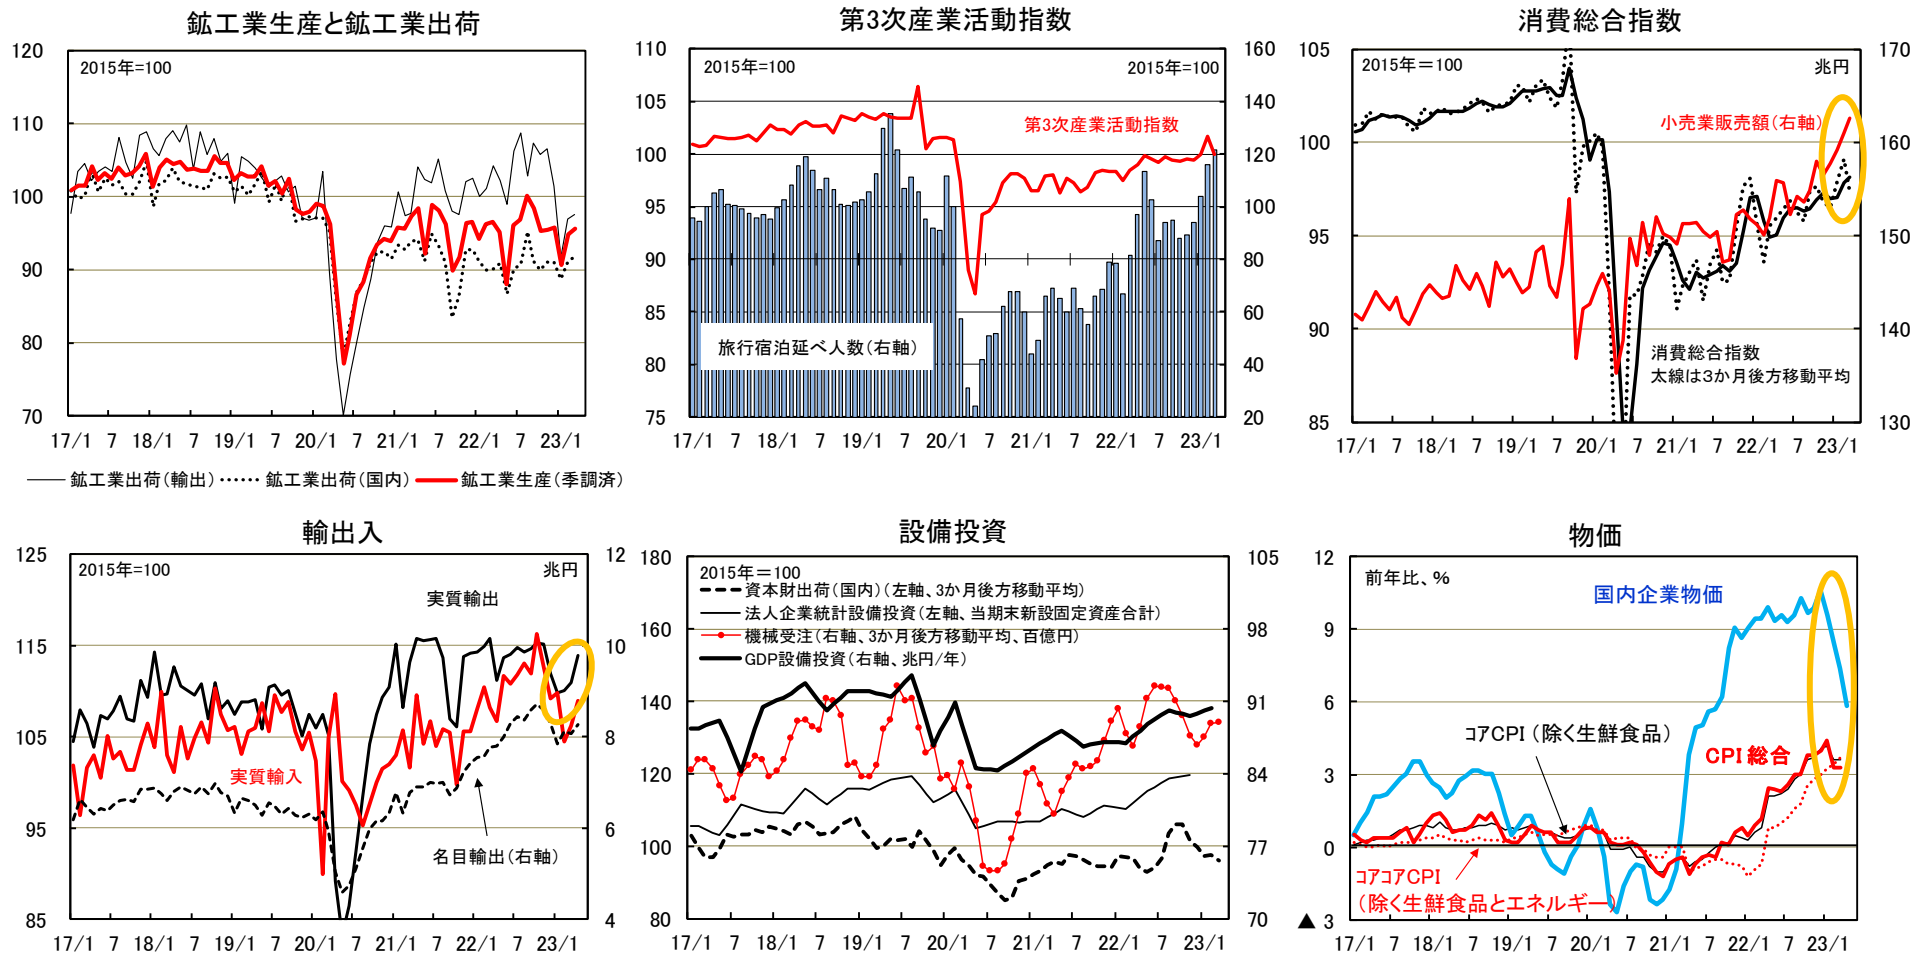 鉱工業生産と鉱工業出荷
2015年=100
120
110
100
90
80
70
17/1 7 18/1 7 19/1 7 20/1 7 21/1 7 22/1 7 23/1
鉱工業出荷(輸出) 鉱工業出荷(国内) 鉱工業生産(季調済)
第3次産業活動指数
2015年=100 2015年=100
110 160
105 140
第3次産業活動指数
100 120
95 100
90 80
85 60
旅行宿泊延べ人数(右軸)
80 40
75 20
17/1 7 18/1 7 19/1 7 20/1 7 21/1 7 22/1 7 23/1
消費総合指数
105 170
2015年=100 兆円
小売業販売額(右軸)
100 160
95 150
90 140
消費総合指数
太線は3か月後方移動平均
85 130
17/1 7 18/1 7 19/1 7 20/1 7 21/1 7 22/1 7 23/1
輸出入
125 12
2015年=100 兆円
実質輸出
115 10
105 8
実質輸入
95 6
名目輸出(右軸)
85 4
17/1 7 18/1 7 19/1 7 20/1 7 21/1 7 22/1 7 23/1
設備投資
180 105
2015年=100
資本財出荷(国内)(左軸、3か月後方移動平均)
法人企業統計設備投資(左軸、当期末新設固定資産合計)
160 98
機械受注(右軸、3か月後方移動平均、百億円)
GDP設備投資(右軸、兆円/年)
140 91
120 84
100 77
80 70
17/1 7 18/1 7 19/1 7 20/1 7 21/1 7 22/1 7 23/1
物価
12
前年比、%
国内企業物価
9
6
コアCPI(除く生鮮食品)
CPI 総合
3
0
コアコアCPI
(除く生鮮食品とエネルギー)
▲ 3
17/1 7 18/1 7 19/1 7 20/1 7 21/1 7 22/1 7 23/1